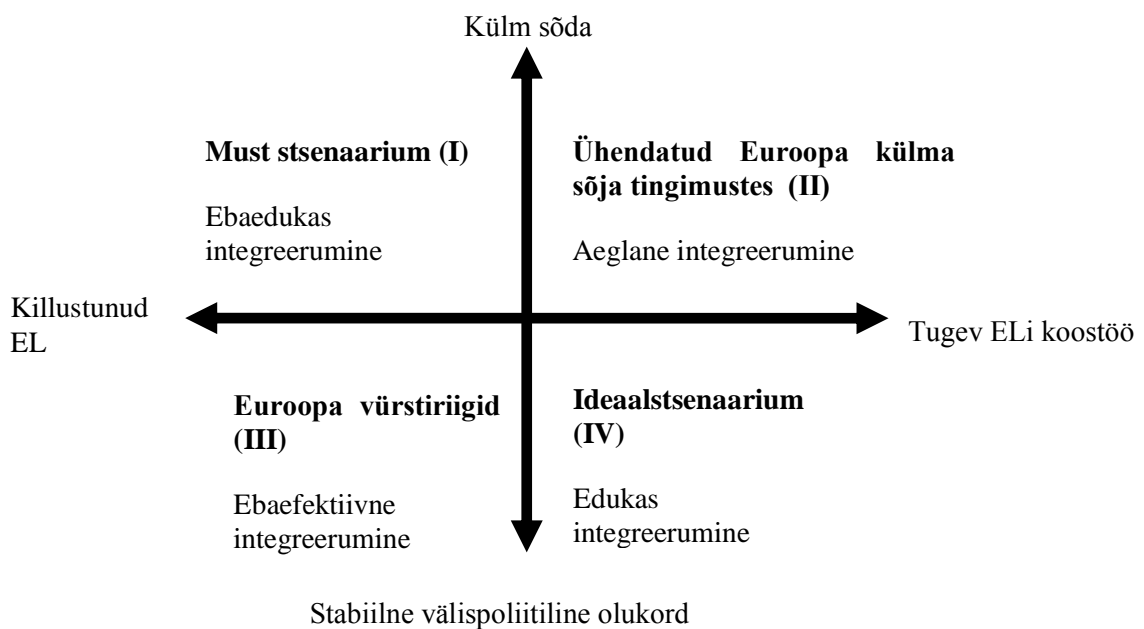 Külm sõda
Must stsenaarium (I)
Ebaedukas
integreerumine
Ühendatud Euroopa külma
sõja tingimustes (II)
Aeglane integreerumine
Killustunud
EL
Tugev ELi koostöö
Euroopa vürstiriigid
(III)
Ebaefektiivne
integreerumine
Ideaalstsenaarium
(IV)
Edukas
integreerumine
Stabiilne välispoliitiline olukord